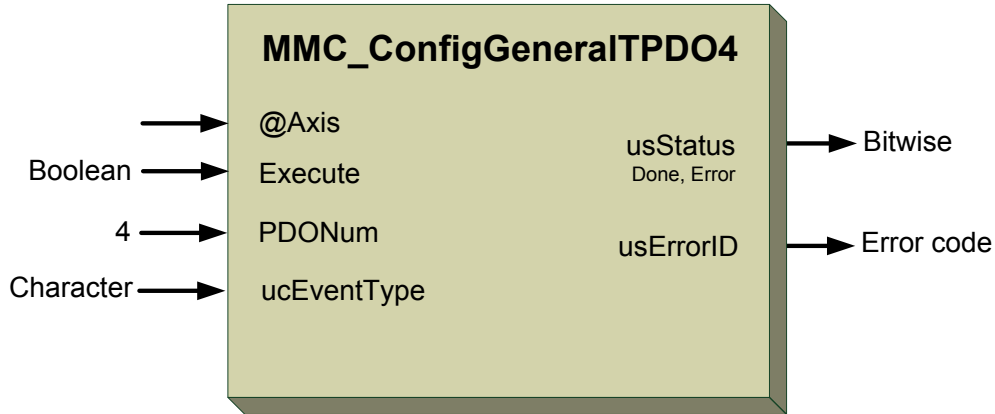 MMC_ConfigGeneralTPDO4
@Axis
Boolean
Execute
4
PDONum
Character
ucEventType
usStatus
Done, Error
Bitwise
usErrorID
Error code